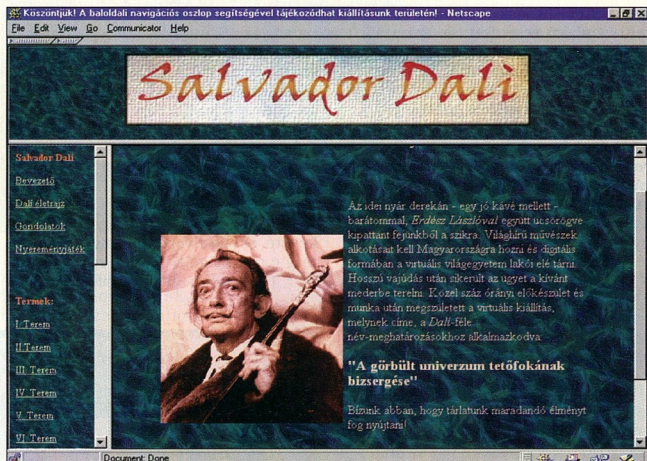 Köszöntjük! A baloldali navigációs oszlop segítségével tájékozódhat kiállításunk területén! - Netscape
File Edit View Go Communicator Help
Salvador Dalì
Salvador Dali
Bevezető
Dali életrajz
Gondolatok
Nyereményjáték
Termek:
I. Terem
II. Terem
III. Terem
IV. Terem
V. Terem
VI. Terem
Az idei nyár derekán - egy jó kávé mellett -
barátommal, Erdész Lászlóval együtt ücsörögve
kipattant fejünkből a szikra. Világhírű művészek
alkotásait kell Magyarországra hozni és digitális
formában a virtuális világegyetem lakói elé tárni.
Hosszú vajúdás után sikerült az ügyet a kívánt
mederbe terelni. Közel száz órányi előkészület és
munka után megszületett a virtuális kiállítás,
melynek címe, a Dali-féle
név-meghatározásokhoz alkalmazkodva:
"A görbült univerzum tetőfokának
bizsergése"
Bízunk abban, hogy tárlatunk maradandó élményt
fog nyújtani!
Document: Done